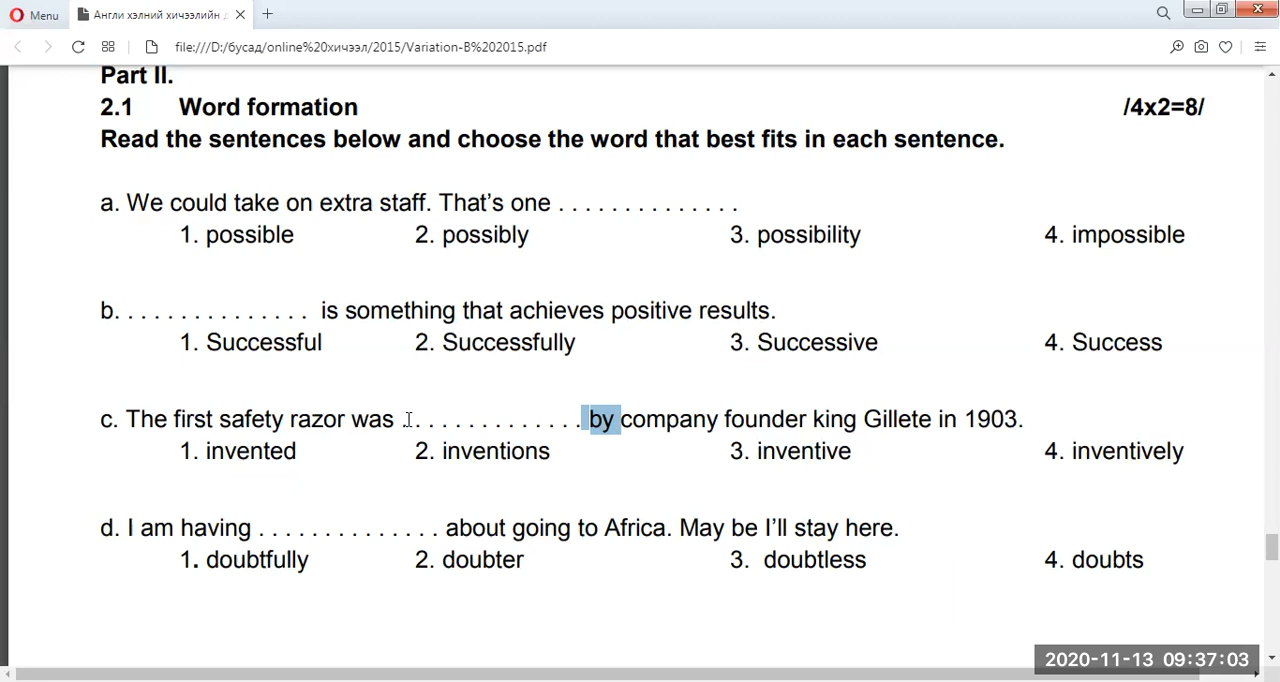 Menu
Англи хэлний хичээлийн д
file:///D:/бусад/online%20хичээл/2015/Variation-B%202015.pdf
Part II.
2.1 Word formation /4x2=8/
Read the sentences below and choose the word that best fits in each sentence.
a. We could take on extra staff. That’s one . . . . . . . . . . . . . .
1. possible 2. possibly 3. possibility 4. impossible
b. . . . . . . . . . . . . . . is something that achieves positive results.
1. Successful 2. Successfully 3. Successive 4. Success
c. The first safety razor was . . . . . . . . . . . . . . by company founder king Gillete in 1903.
1. invented 2. inventions 3. inventive 4. inventively
d. I am having . . . . . . . . . . . . . . about going to Africa. May be I’ll stay here.
1. doubtfully 2. doubter 3. doubtless 4. doubts
2020-11-13 09:37:03